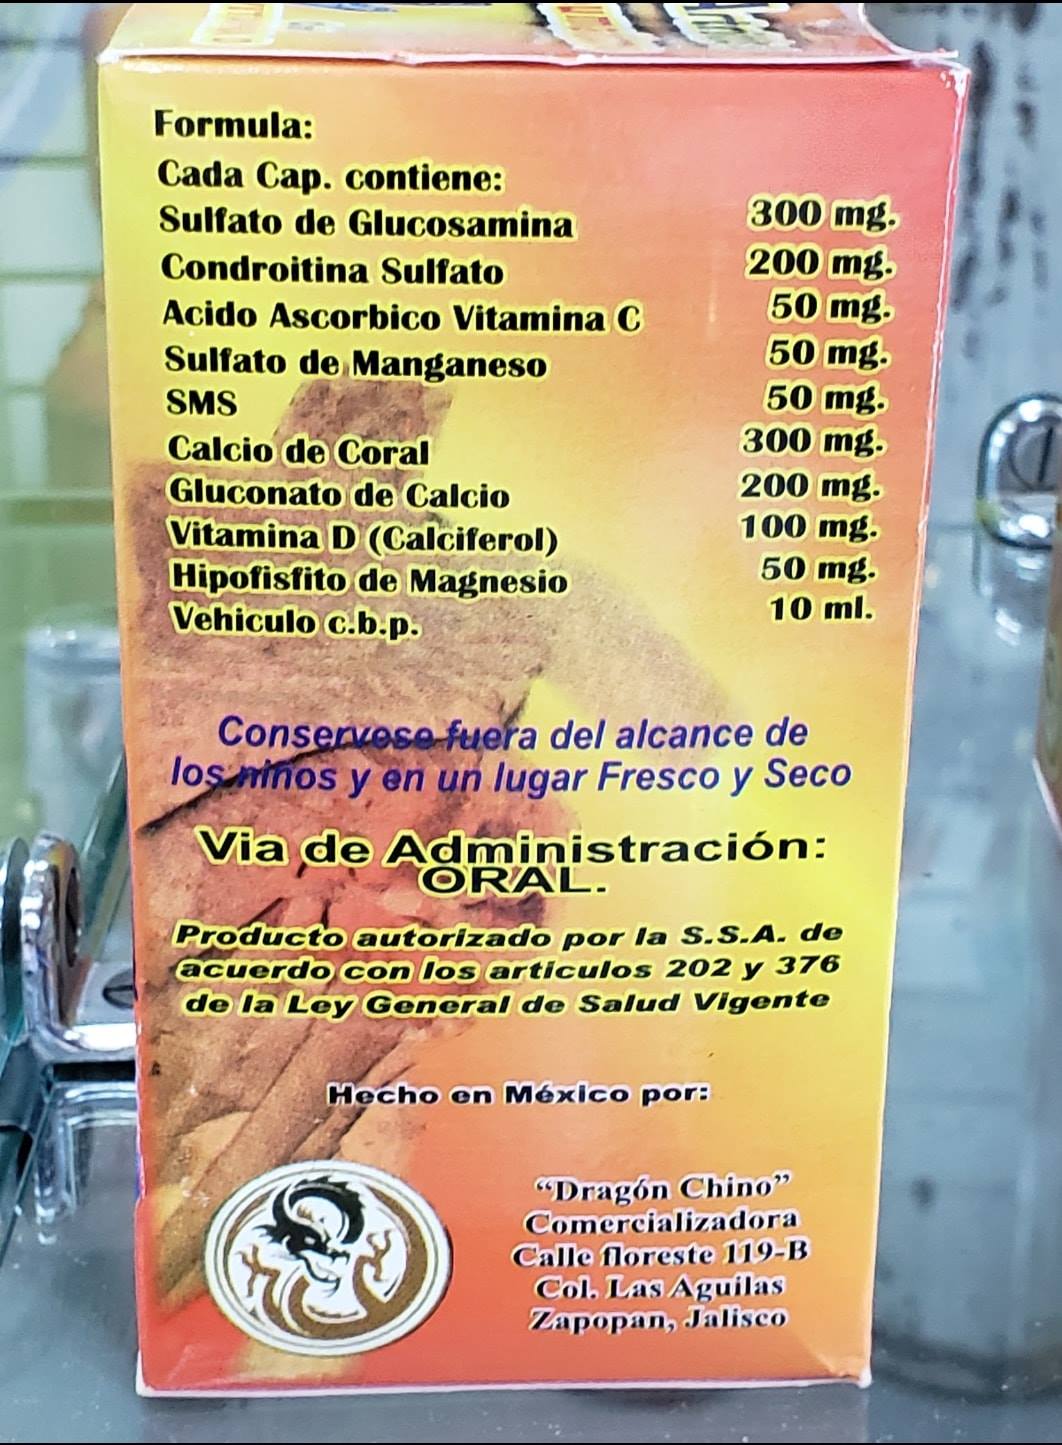 Formula:
Cada Cap. contiene:
Sulfato de Glucosamina 300 mg.
Condroitina Sulfato 200 mg.
Acido Ascorbico Vitamina C 50 mg.
Sulfato de Manganeso 50 mg.
SMS 50 mg.
Calcio de Coral 300 mg.
Gluconato de Calcio 200 mg.
Vitamina D (Calciferol) 100 mg.
Hipofisfito de Magnesio 50 mg.
Vehiculo c.b.p. 10 ml.
Conservese fuera del alcance de
los niños y en un lugar Fresco y Seco
Via de Administración:
ORAL.
Producto autorizado por la S.S.A. de
acuerdo con los articulos 202 y 376
de la Ley General de Salud Vigente
Hecho en México por:
“Dragón Chino”
Comercializadora
Calle floreste 119-B
Col. Las Aguilas
Zapopan, Jalisco